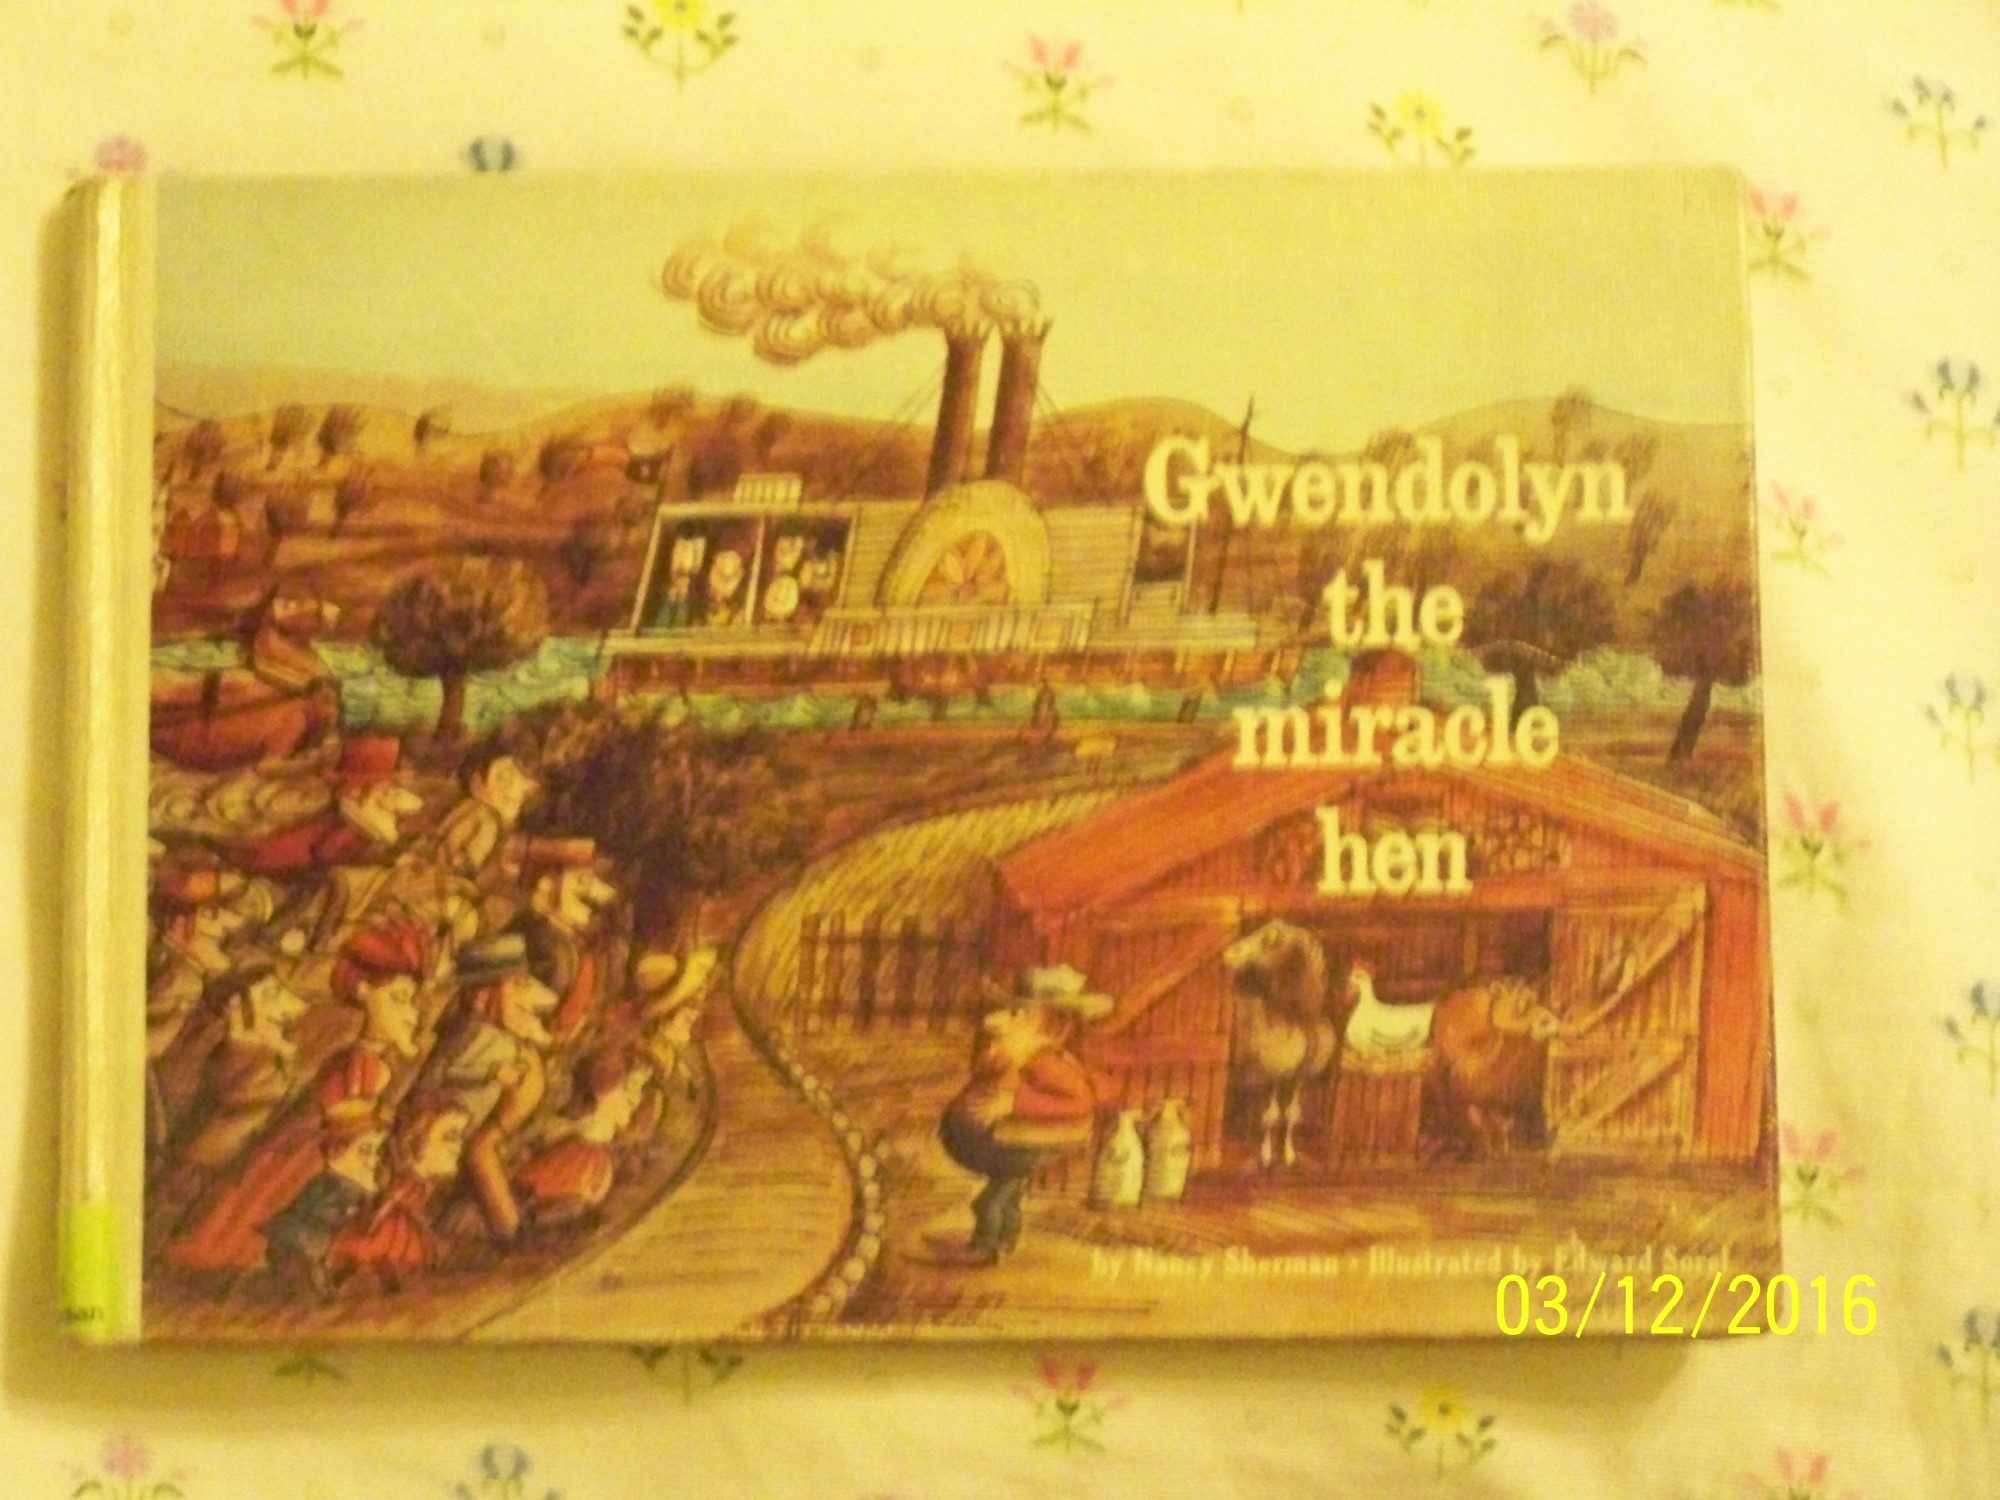 Gwendolyn
the
miracle
hen
by Nancy Sherman • Illustrated by Edward Sorel
03/12/2016